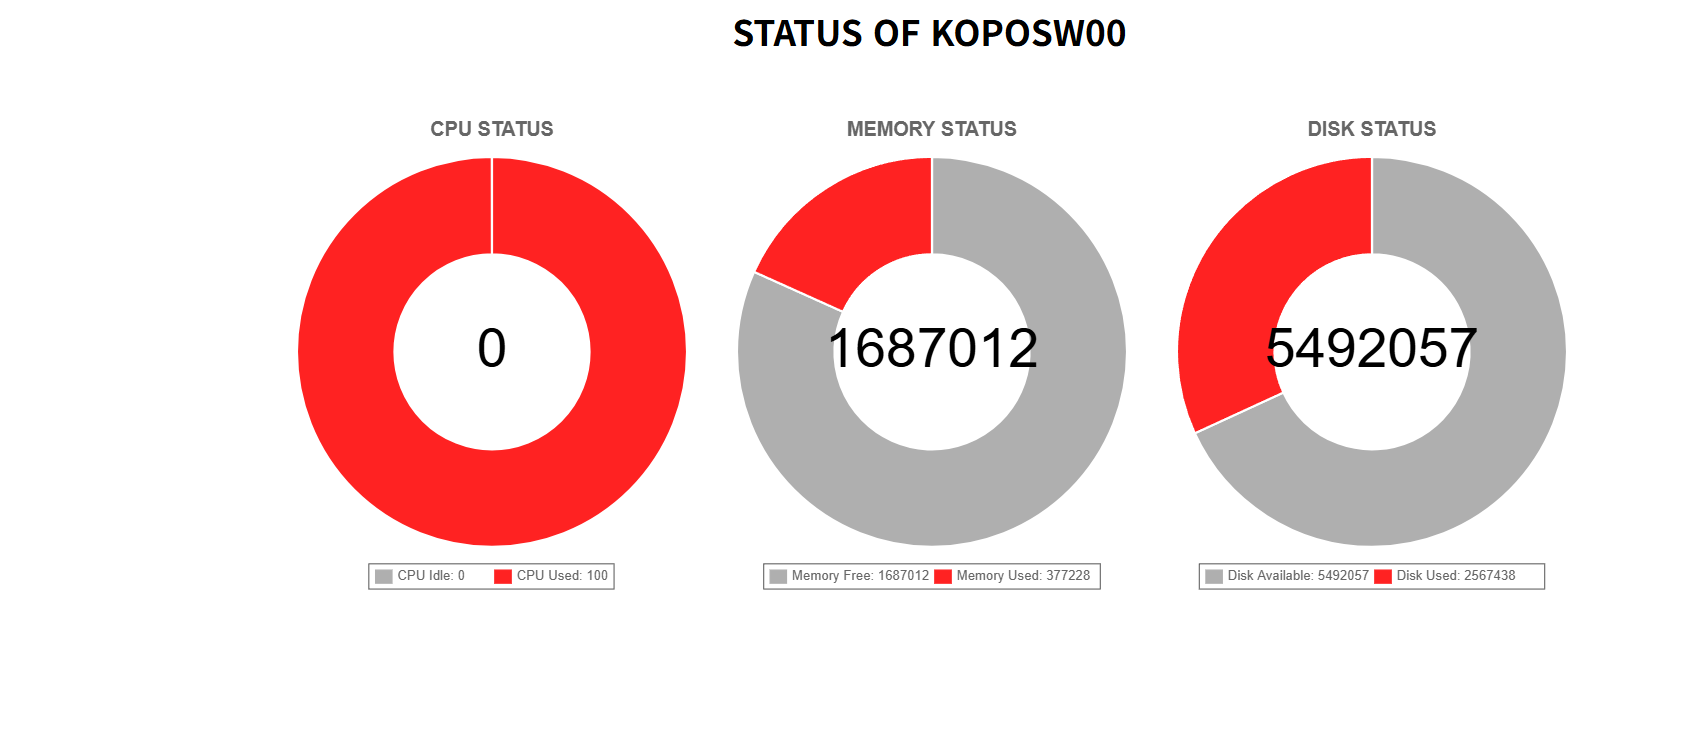 STATUS OF KOPOSW00
CPU STATUS
0
CPU Idle: 0
CPU Used: 100
MEMORY STATUS
1687012
Memory Free: 1687012
Memory Used: 377228
DISK STATUS
5492057
Disk Available: 5492057
Disk Used: 2567438